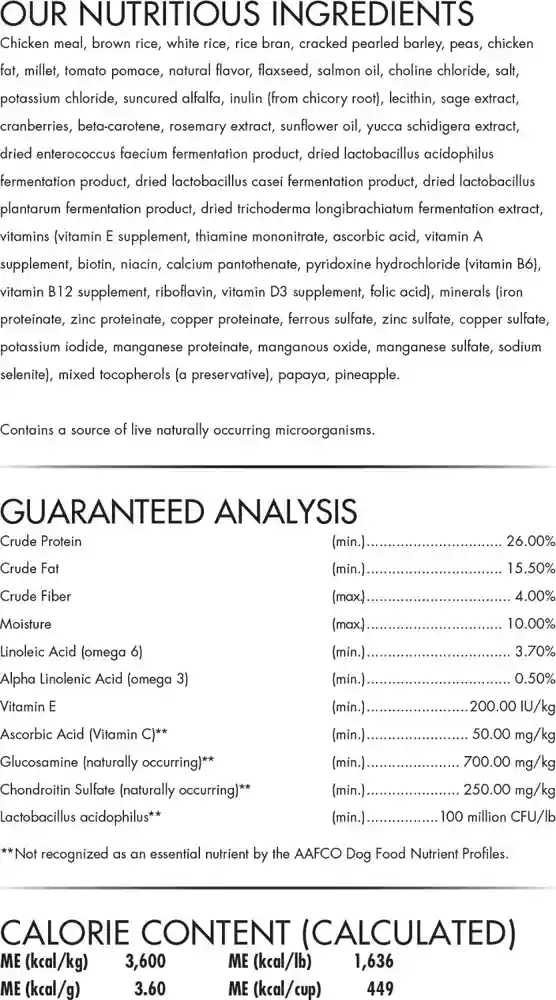 OUR NUTRITIOUS INGREDIENTS
Chicken meal, brown rice, white rice, rice bran, cracked pearled barley, peas, chicken
fat, millet, tomato pomace, natural flavor, flaxseed, salmon oil, choline chloride, salt,
potassium chloride, suncured alfalfa, inulin (from chicory root), lecithin, sage extract,
cranberries, beta-carotene, rosemary extract, sunflower oil, yucca schidigera extract,
dried enterococcus faecium fermentation product, dried lactobacillus acidophilus
fermentation product, dried lactobacillus casei fermentation product, dried lactobacillus
plantarum fermentation product, dried trichoderma longibrachiatum fermentation extract,
vitamins (vitamin E supplement, thiamine mononitrate, ascorbic acid, vitamin A
supplement, biotin, niacin, calcium pantothenate, pyridoxine hydrochloride (vitamin B6),
vitamin B12 supplement, riboflavin, vitamin D3 supplement, folic acid), minerals (iron
proteinate, zinc proteinate, copper proteinate, ferrous sulfate, zinc sulfate, copper sulfate,
potassium iodide, manganese proteinate, manganous oxide, manganese sulfate, sodium
selenite), mixed tocopherols (a preservative), papaya, pineapple.
Contains a source of live naturally occurring microorganisms.
GUARANTEED ANALYSIS
Crude Protein (min.)............................... 26.00%
Crude Fat (min.)............................... 15.50%
Crude Fiber (max.)................................. 4.00%
Moisture (max.)............................... 10.00%
Linoleic Acid (omega 6) (min.)................................. 3.70%
Alpha Linolenic Acid (omega 3) (min.)................................. 0.50%
Vitamin E (min.).......................200.00 IU/kg
Ascorbic Acid (Vitamin C)** (min.)....................... 50.00 mg/kg
Glucosamine (naturally occurring)** (min.)..................... 700.00 mg/kg
Chondroitin Sulfate (naturally occurring)** (min.)..................... 250.00 mg/kg
Lactobacillus acidophilus** (min.)................100 million CFU/lb
**Not recognized as an essential nutrient by the AAFCO Dog Food Nutrient Profiles.
CALORIE CONTENT (CALCULATED)
ME (kcal/kg) 3,600 ME (kcal/lb) 1,636
ME (kcal/g) 3.60 ME (kcal/cup) 449